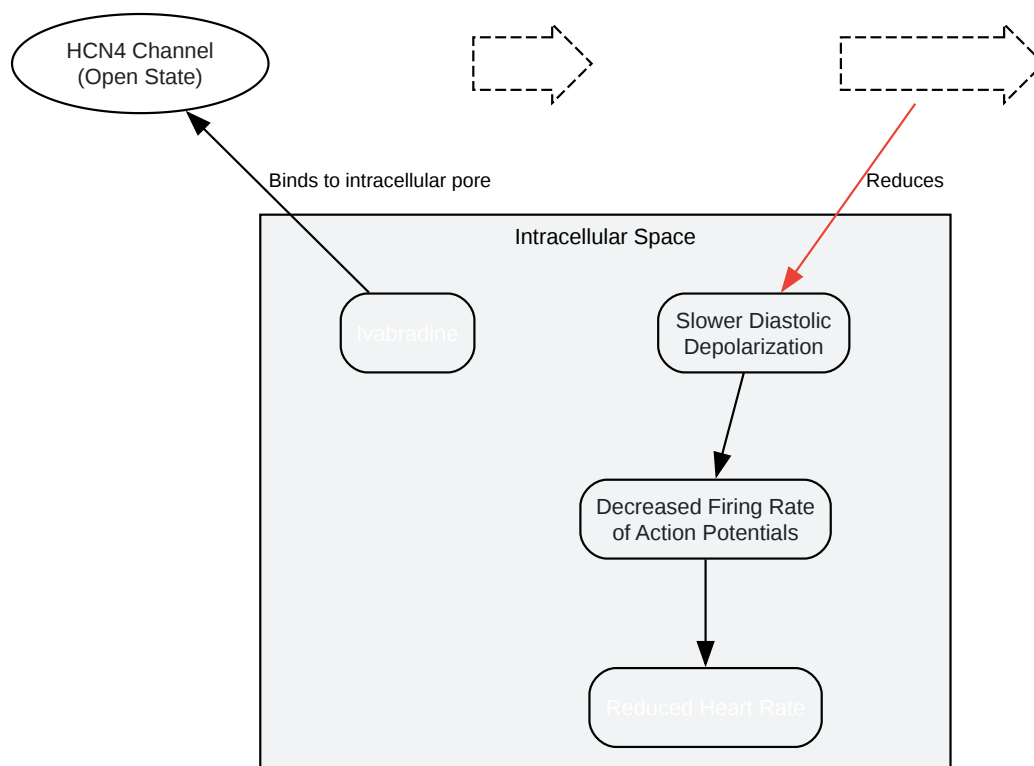 HCN4 Channel
(Open State)
Binds to intracellular pore
Reduces
Intracellular Space
Ivabradine
Slower Diastolic
Depolarization
Decreased Firing Rate
of Action Potentials
Reduced Heart Rate